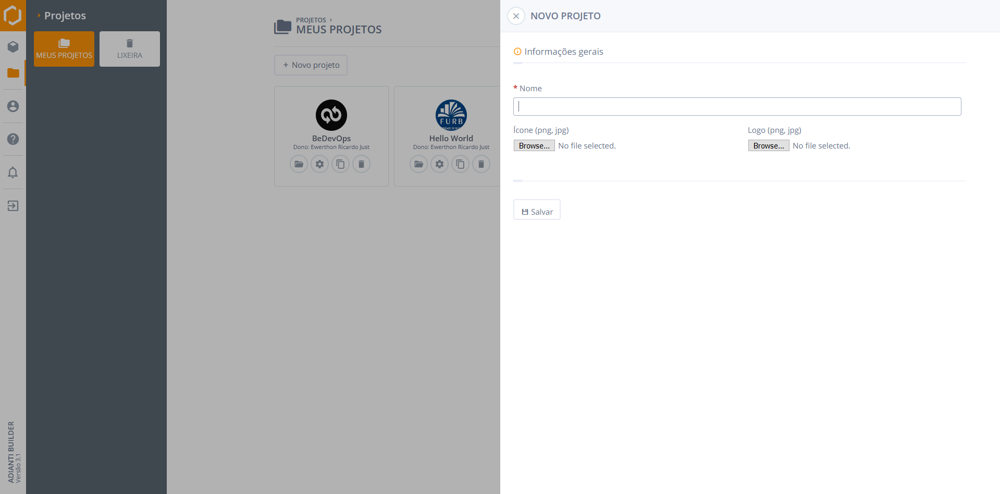 Projetos
MEUS PROJETOS
LIXEIRA
ADIANTI BUILDER
Versão 3.1
PROJETOS ›
MEUS PROJETOS
+ Novo projeto
BeDevOps
Dono: Ewerthon Ricardo Just
FURB
Hello World
Dono: Ewerthon Ricardo Just
NOVO PROJETO
Informações gerais
* Nome
Ícone (png, jpg)
Browse... No file selected.
Logo (png, jpg)
Browse... No file selected.
Salvar